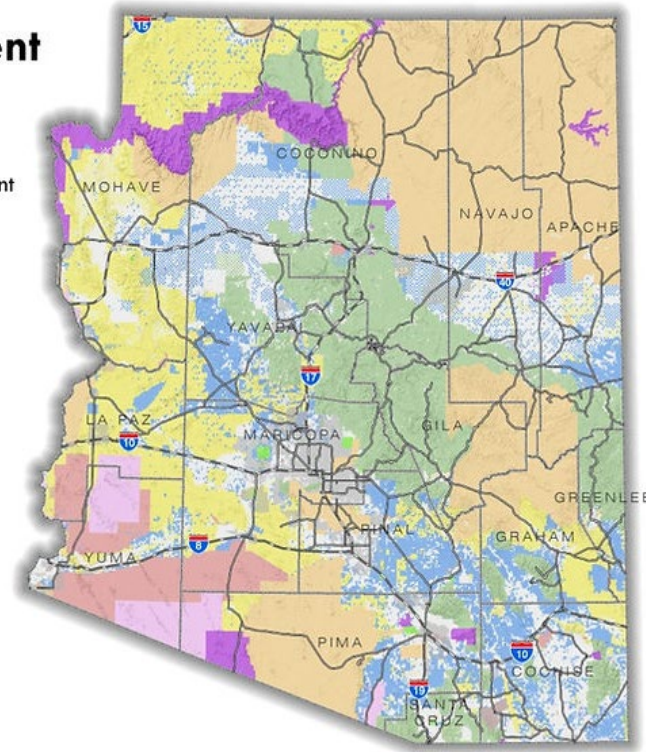 ent
nt
15
COCONINO
MOHAVE
NAVAJO
APACHE
40
YAVAPAI
17
LA PAZ
10
MARICOPA
GILA
GREENLEE
PINAL
GRAHAM
8
YUMA
PIMA
10
COCHISE
19
SANTA
CRUZ